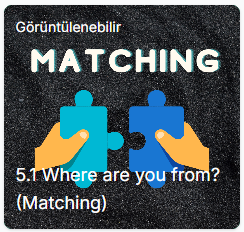 Görüntülenebilir
MATCHING
5.1 Where are you from?
(Matching)